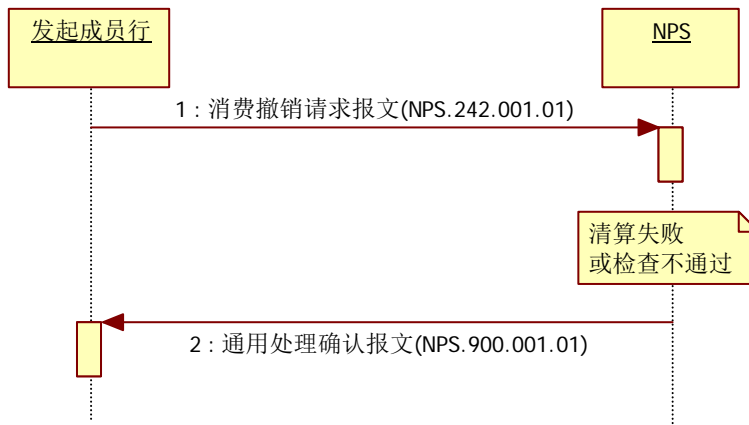 发起成员行
NPS
1 : 消费撤销请求报文(NPS.242.001.01)
清算失败
或检查不通过
2 : 通用处理确认报文(NPS.900.001.01)